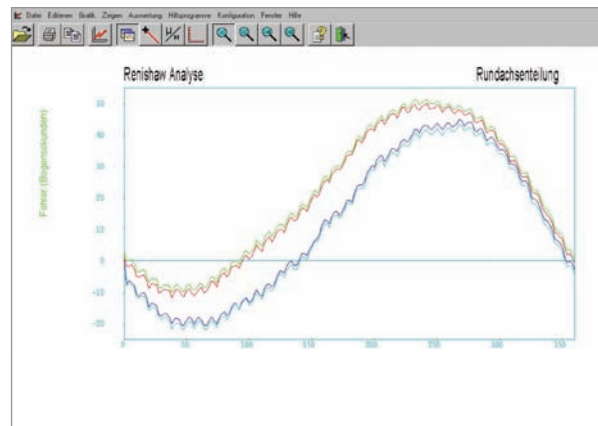 Datei Editieren Grafik Zeigen Auswertung Hilfsprogramme Konfiguration Fenster Hilfe
Renishaw Analyse Rundachsenteilung
Fehler (Bogensekunden)
50
40
30
20
10
0
-10
-20
0 50 100 150 200 250 300 350